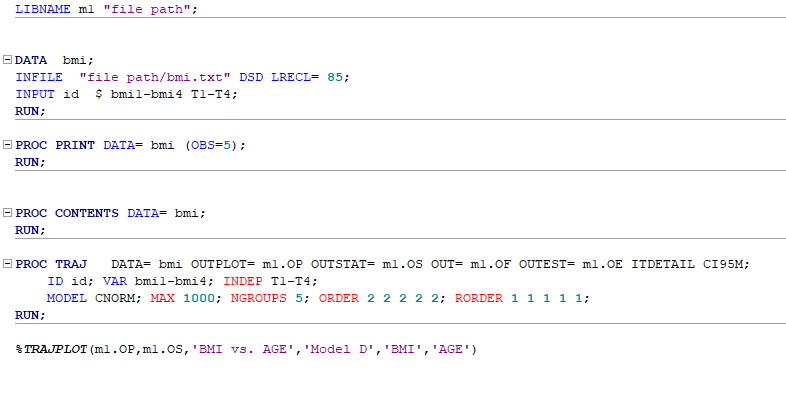 LIBNAME m1 "file path";
DATA bmi;
INFILE "file path/bmi.txt" DSD LRECL= 85;
INPUT id $ bmi1-bmi4 T1-T4;
RUN;
PROC PRINT DATA= bmi (OBS=5);
RUN;
PROC CONTENTS DATA= bmi;
RUN;
PROC TRAJ DATA= bmi OUTPLOT= m1.OP OUTSTAT= m1.OS OUT= m1.OF OUTEST= m1.OE ITDETAIL CI95M;
ID id; VAR bmi1-bmi4; INDEP T1-T4;
MODEL CNORM; MAX 1000; NGROUPS 5; ORDER 2 2 2 2 2; RORDER 1 1 1 1 1;
RUN;
%TRAJPLOT(m1.OP,m1.OS,'BMI vs. AGE','Model D','BMI','AGE')